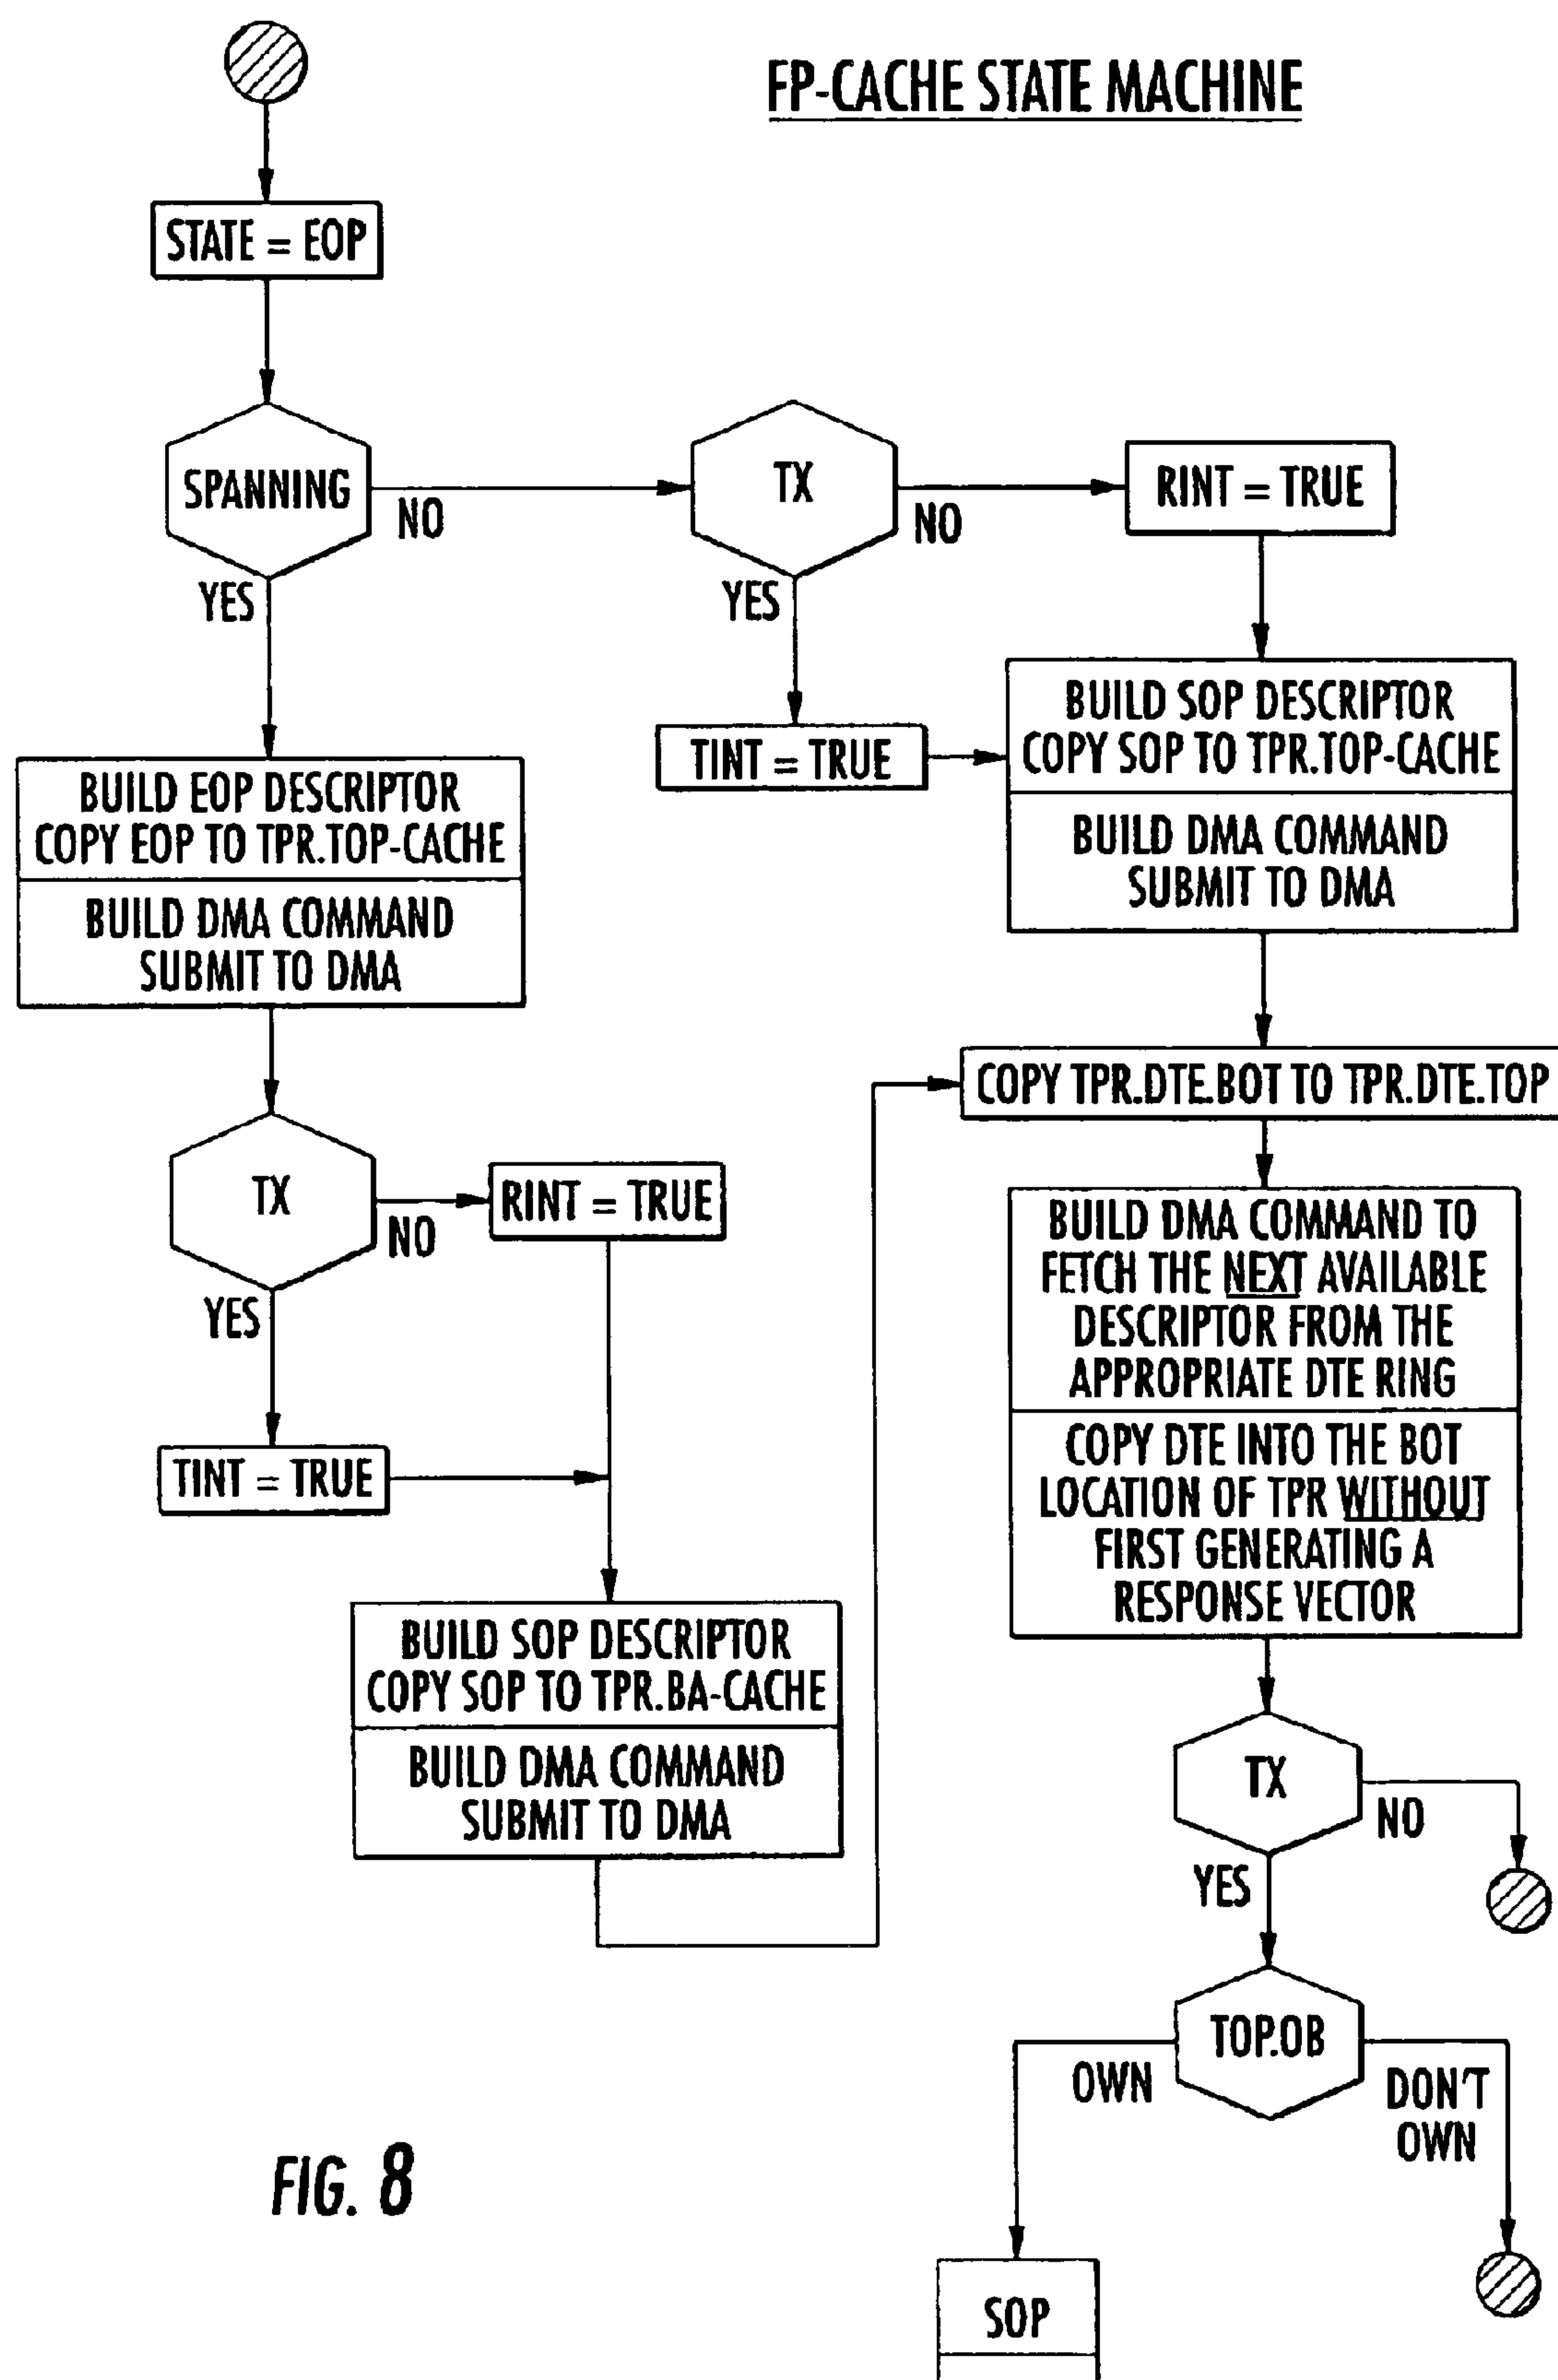 FP-CACHE STATE MACHINE
STATE = EOP
SPANNING
NO
YES
TX
NO
YES
RINT = TRUE
TINT = TRUE
BUILD SOP DESCRIPTOR
COPY SOP TO TPR.TOP-CACHE
BUILD DMA COMMAND
SUBMIT TO DMA
BUILD EOP DESCRIPTOR
COPY EOP TO TPR.TOP-CACHE
BUILD DMA COMMAND
SUBMIT TO DMA
TX
NO
YES
RINT = TRUE
TINT = TRUE
BUILD SOP DESCRIPTOR
COPY SOP TO TPR.BA-CACHE
BUILD DMA COMMAND
SUBMIT TO DMA
COPY TPR.DTE.BOT TO TPR.DTE.TOP
BUILD DMA COMMAND TO
FETCH THE NEXT AVAILABLE
DESCRIPTOR FROM THE
APPROPRIATE DTE RING
COPY DTE INTO THE BOT
LOCATION OF TPR WITHOUT
FIRST GENERATING A
RESPONSE VECTOR
TX
NO
YES
TOP.OB
OWN
DON'T
OWN
SOP
FIG. 8